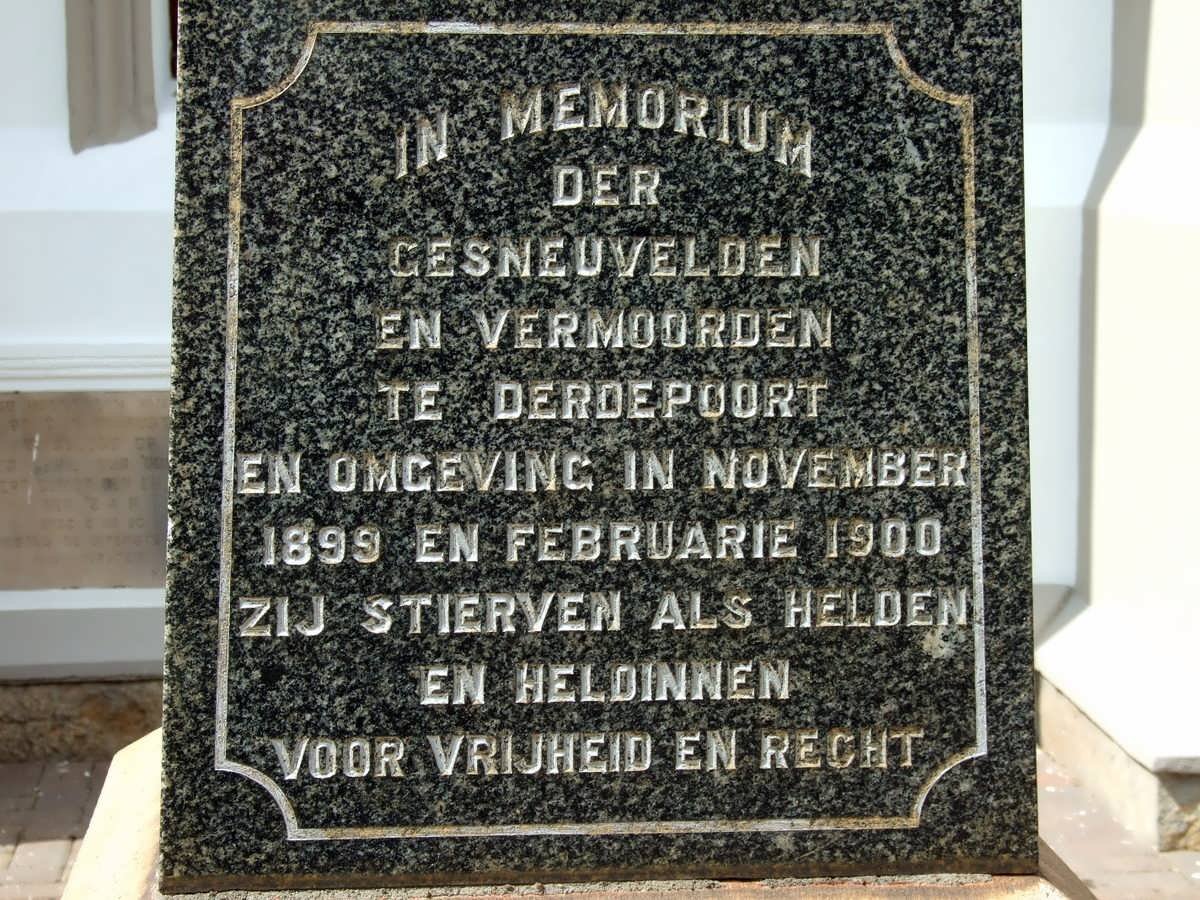 IN MEMORIUM
DER
GESNEUVELDEN
EN VERMOORDEN
TE DERDEPOORT
EN OMGEVING IN NOVEMBER
1899 EN FEBRUARIE 1900
ZIJ STIERVEN ALS HELDEN
EN HELDINNEN
VOOR VRIJHEID EN RECHT